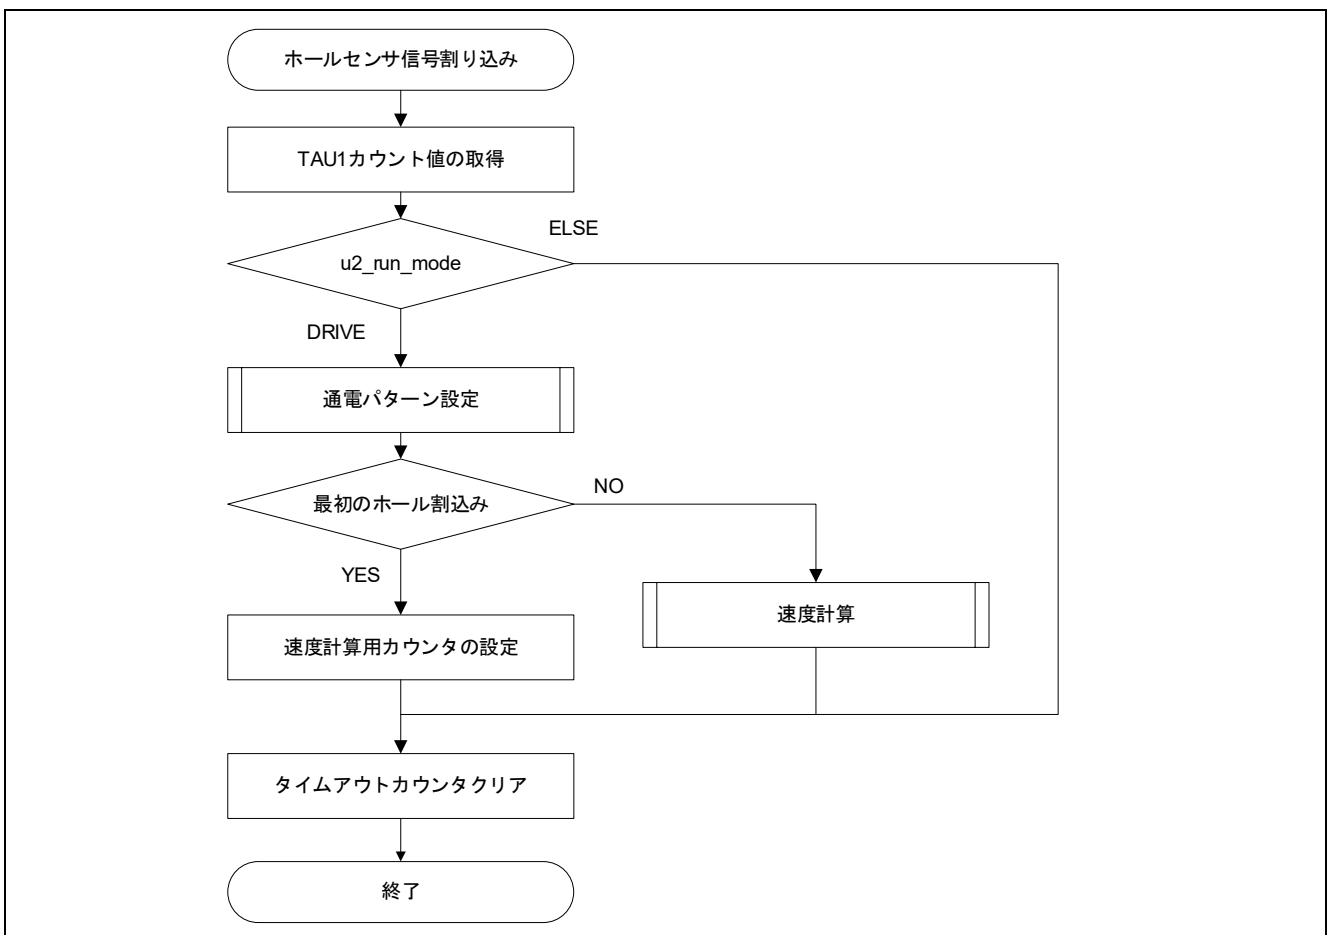 ホールセンサ信号割り込み
TAU1カウント値の取得
ELSE
u2_run_mode
DRIVE
通電パターン設定
NO
最初のホール割込み
YES
速度計算
速度計算用カウンタの設定
タイムアウトカウンタクリア
終了